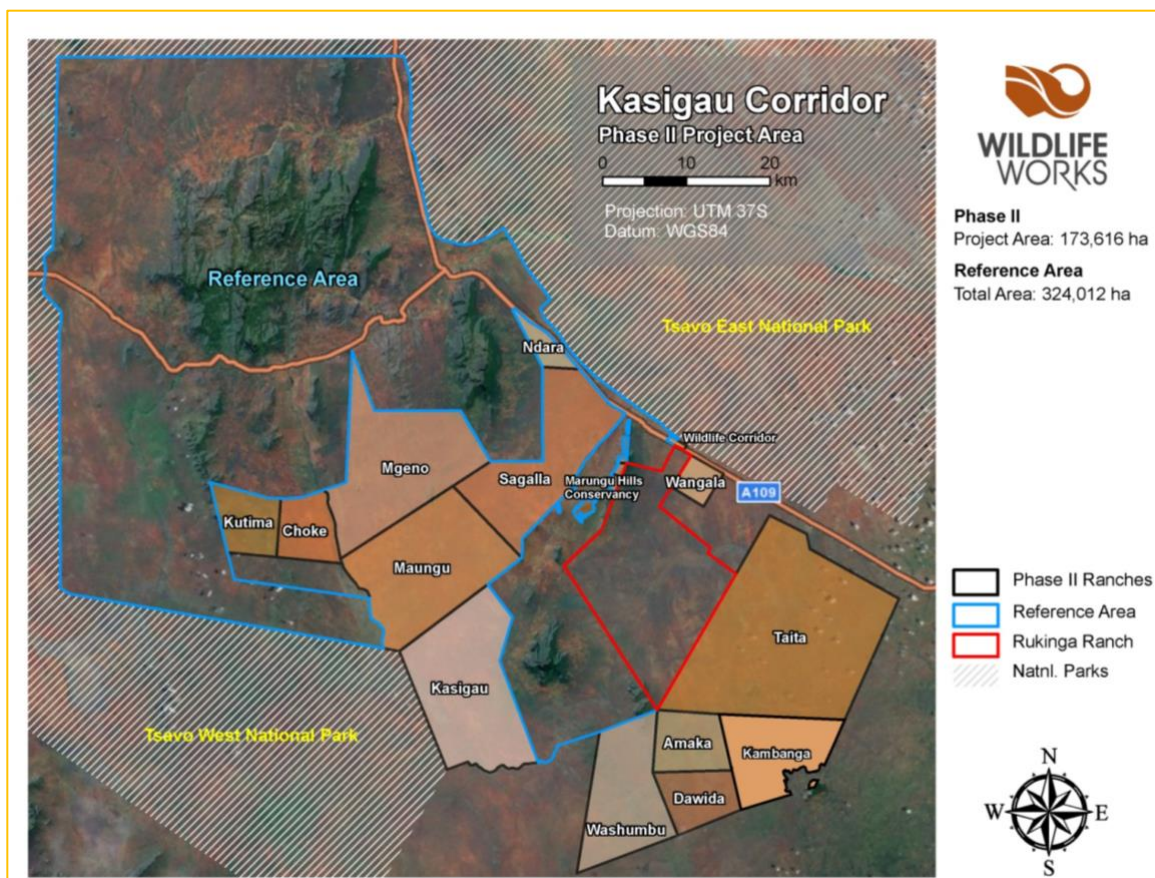 Kasigau Corridor
Phase II Project Area
0 10 20
km
Projection: UTM 37S
Datum: WGS84
WILDLIFE
WORKS
Phase II
Project Area: 173,616 ha
Reference Area
Total Area: 324,012 ha
Reference Area
Tsavo East National Park
Ndara
Wildlife Corridor
Mgeno
Sagalla
Marungu Hills
Conservancy
Wangala
A109
Kutima
Choke
Maungu
Taita
Kasigau
Tsavo West National Park
Amaka
Kambanga
Dawida
Washumbu
Phase II Ranches
Reference Area
Rukinga Ranch
Natnl. Parks
N
W E
S